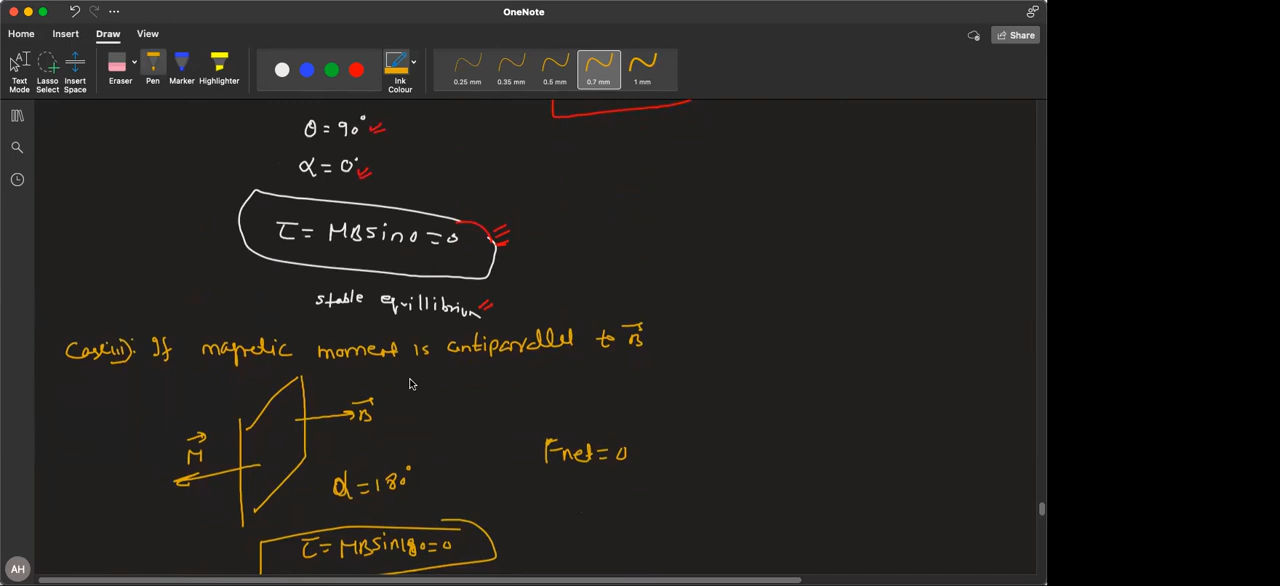 OneNote
Home Insert Draw View
Share
Text Mode
Lasso Select
Insert Space
Eraser
Pen
Marker
Highlighter
Ink Colour
0.25 mm
0.35 mm
0.5 mm
0.7 mm
1 mm
θ = 90°
α = 0°
τ = MBsin0 = 0
stable equillibrium
Case(iii): If magnetic moment is antiparallel to B⃗
B⃗
M⃗
Fnet = 0
α = 180°
τ = MBsin180 = 0
AH